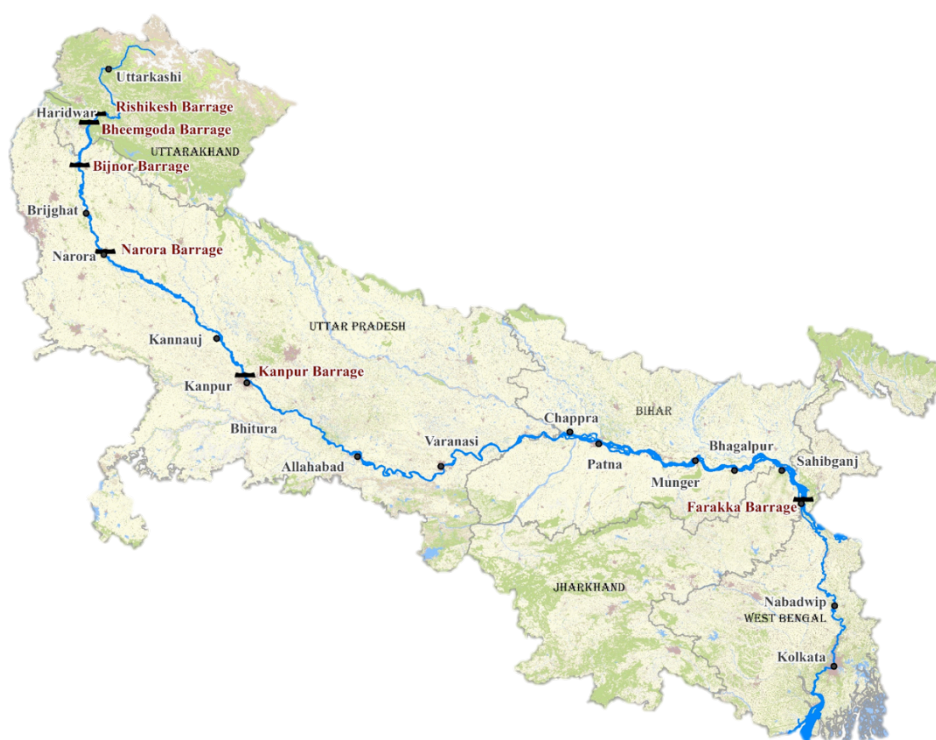 Uttarkashi
Rishikesh Barrage
Haridwar
Bheemgoda Barrage
UTTARAKHAND
Bijnor Barrage
Brijghat
Narora Barrage
Narora
UTTAR PRADESH
Kannauj
Kanpur Barrage
Kanpur
Bhitura
Allahabad
Varanasi
Chappra
BIHAR
Patna
Munger
Bhagalpur
Sahibganj
Farakka Barrage
JHARKHAND
Nabadwip
WEST BENGAL
Kolkata